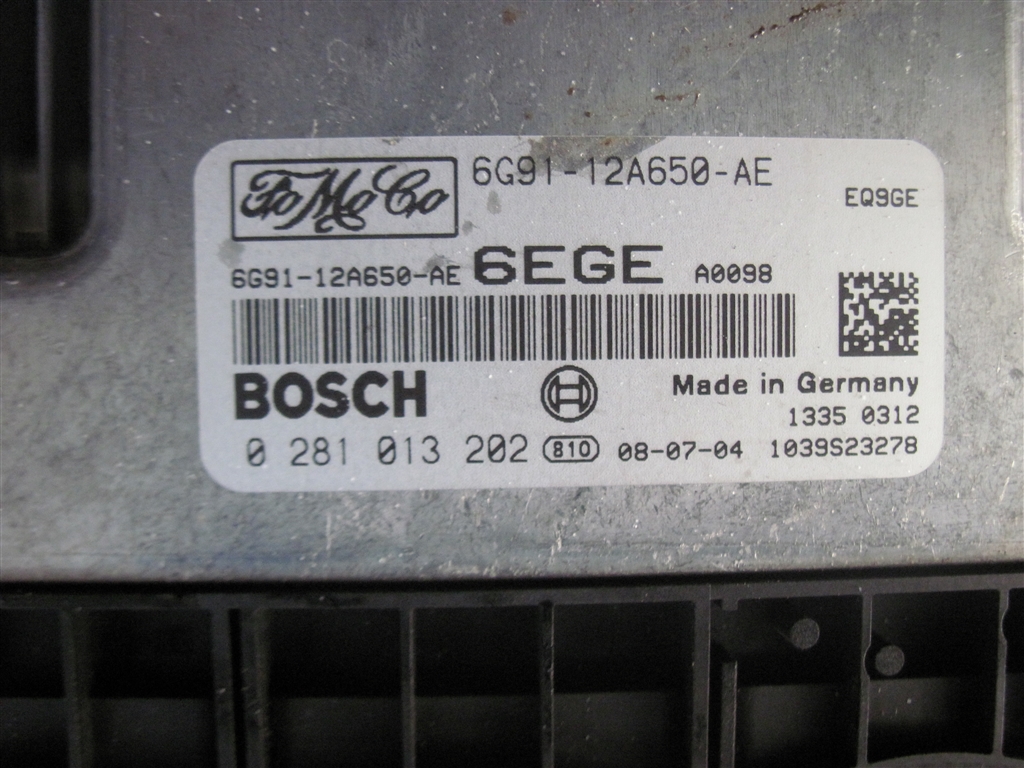 FoMoCo 6G91-12A650-AE
EQ9GE
6G91-12A650-AE 6EGE A0098
BOSCH Made in Germany
1335 0312
0 281 013 202 810 08-07-04 1039S23278